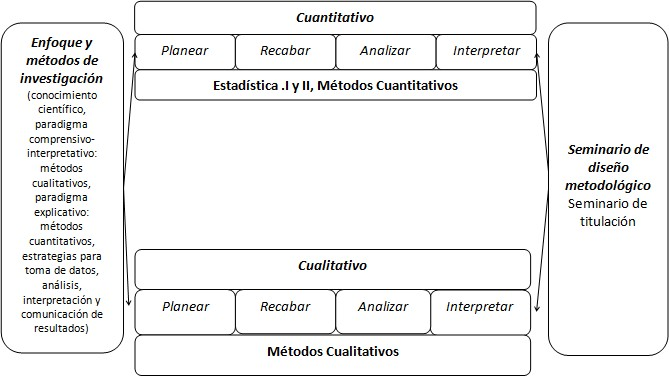 Enfoque y
métodos de
investigación
(conocimiento
científico,
paradigma
comprensivo-
interpretativo:
métodos
cualitativos,
paradigma
explicativo:
métodos
cuantitativos,
estrategias para
toma de datos,
análisis,
interpretación y
comunicación de
resultados)
Cuantitativo
Planear Recabar Analizar Interpretar
Estadística .I y II, Métodos Cuantitativos
Cualitativo
Planear Recabar Analizar Interpretar
Métodos Cualitativos
Seminario de
diseño
metodológico
Seminario de
titulación